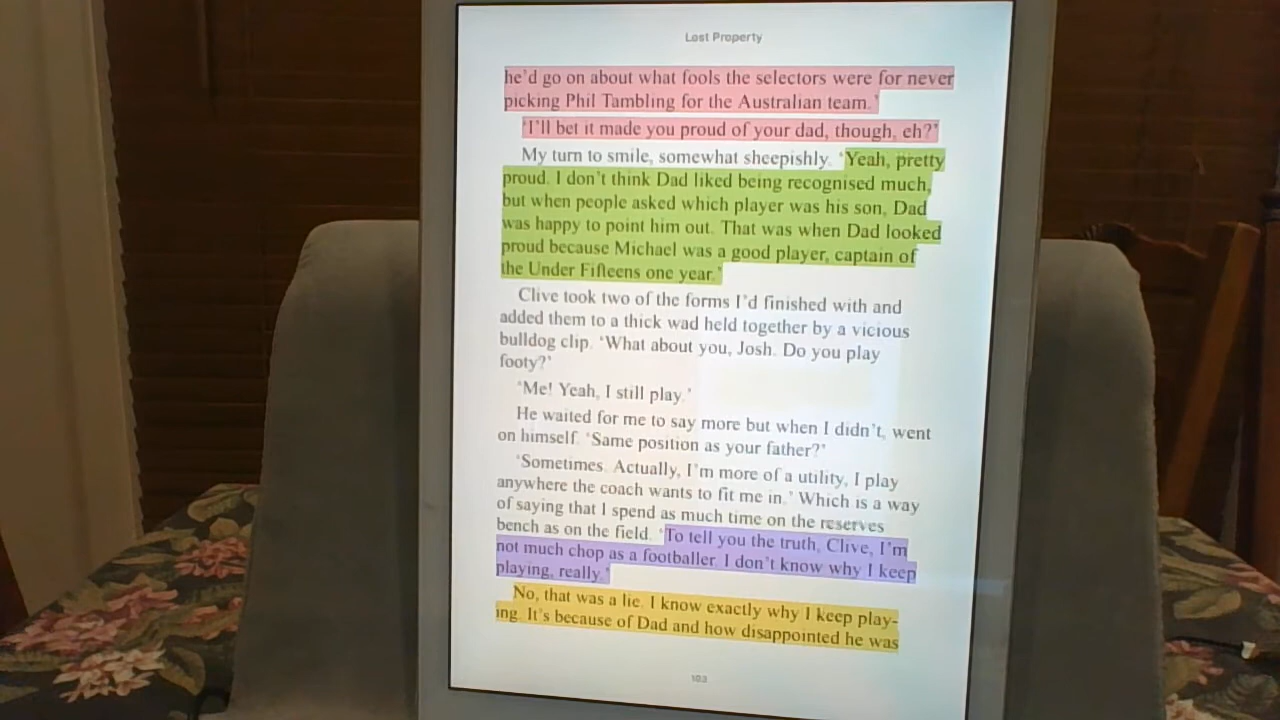 Lost Property
he'd go on about what fools the selectors were for never
picking Phil Tambling for the Australian team.'
'I'll bet it made you proud of your dad, though, eh?'
My turn to smile, somewhat sheepishly. 'Yeah, pretty
proud. I don't think Dad liked being recognised much,
but when people asked which player was his son, Dad
was happy to point him out. That was when Dad looked
proud because Michael was a good player, captain of
the Under Fifteens one year.'
Clive took two of the forms I'd finished with and
added them to a thick wad held together by a vicious
bulldog clip. 'What about you, Josh. Do you play
footy?'
'Me! Yeah, I still play.'
He waited for me to say more but when I didn't, went
on himself. 'Same position as your father?'
'Sometimes. Actually, I'm more of a utility, I play
anywhere the coach wants to fit me in.' Which is a way
of saying that I spend as much time on the reserves
bench as on the field. 'To tell you the truth, Clive, I'm
not much chop as a footballer. I don't know why I keep
playing, really.'
No, that was a lie. I know exactly why I keep play-
ing. It's because of Dad and how disappointed he was
103